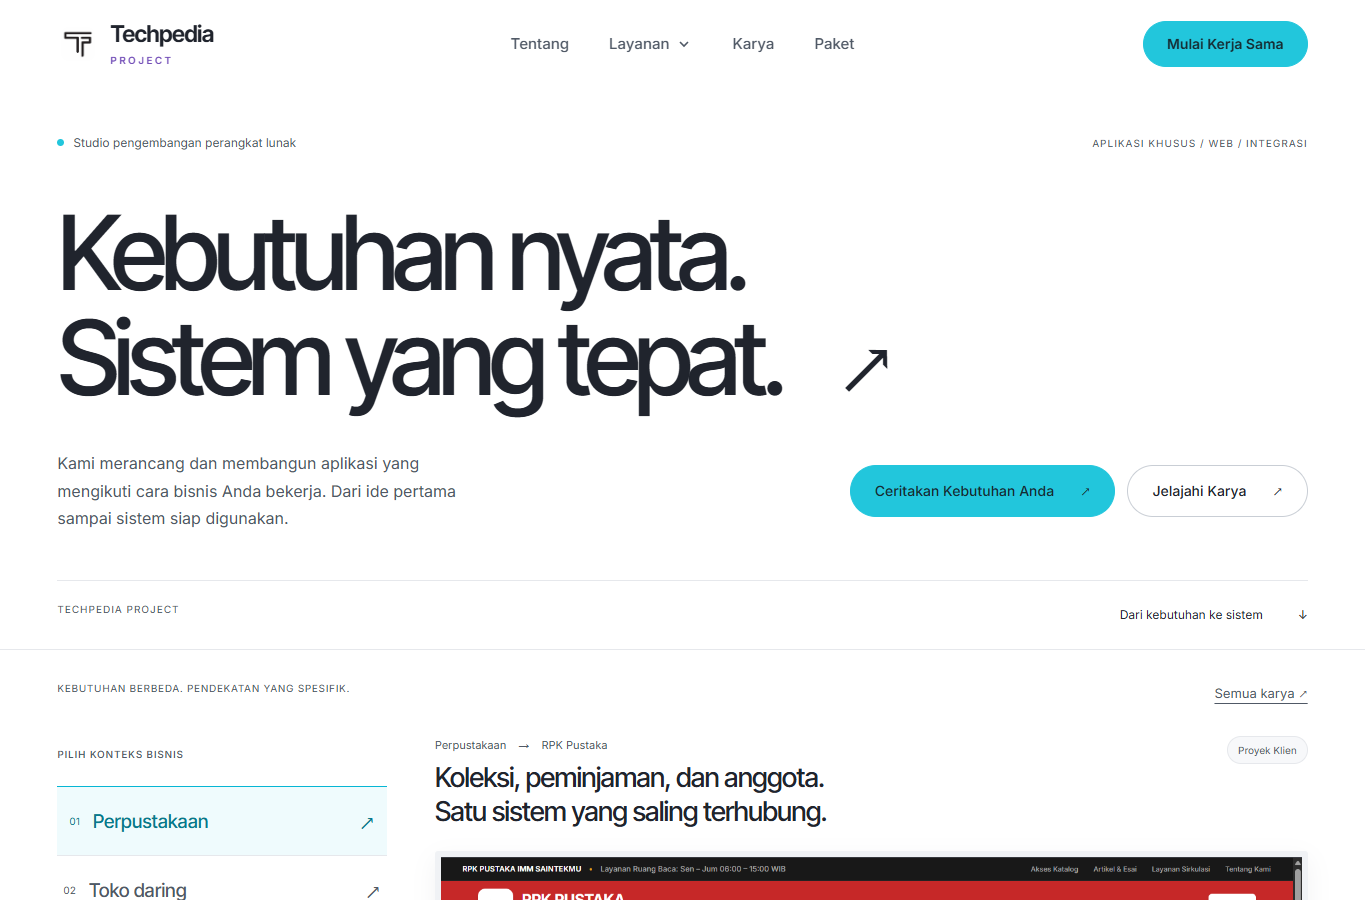 Techpedia
PROJECT
Tentang
Layanan
Karya
Paket
Mulai Kerja Sama
Studio pengembangan perangkat lunak
APLIKASI KHUSUS / WEB / INTEGRASI
Kebutuhan nyata.
Sistem yang tepat. ↗
Kami merancang dan membangun aplikasi yang
mengikuti cara bisnis Anda bekerja. Dari ide pertama
sampai sistem siap digunakan.
Ceritakan Kebutuhan Anda ↗
Jelajahi Karya ↗
TECHPEDIA PROJECT
Dari kebutuhan ke sistem ↓
KEBUTUHAN BERBEDA. PENDEKATAN YANG SPESIFIK.
Semua karya ↗
PILIH KONTEKS BISNIS
01 Perpustakaan ↗
02 Toko daring ↗
Perpustakaan → RPK Pustaka
Proyek Klien
Koleksi, peminjaman, dan anggota.
Satu sistem yang saling terhubung.
RPK PUSTAKA IMM SAINTEKMU • Layanan Ruang Baca: Sen – Jum 06:00 – 15:00 WIB
Akses Katalog Artikel & Esai Layanan Sirkulasi Tentang Kami
RPK PUSTAKA